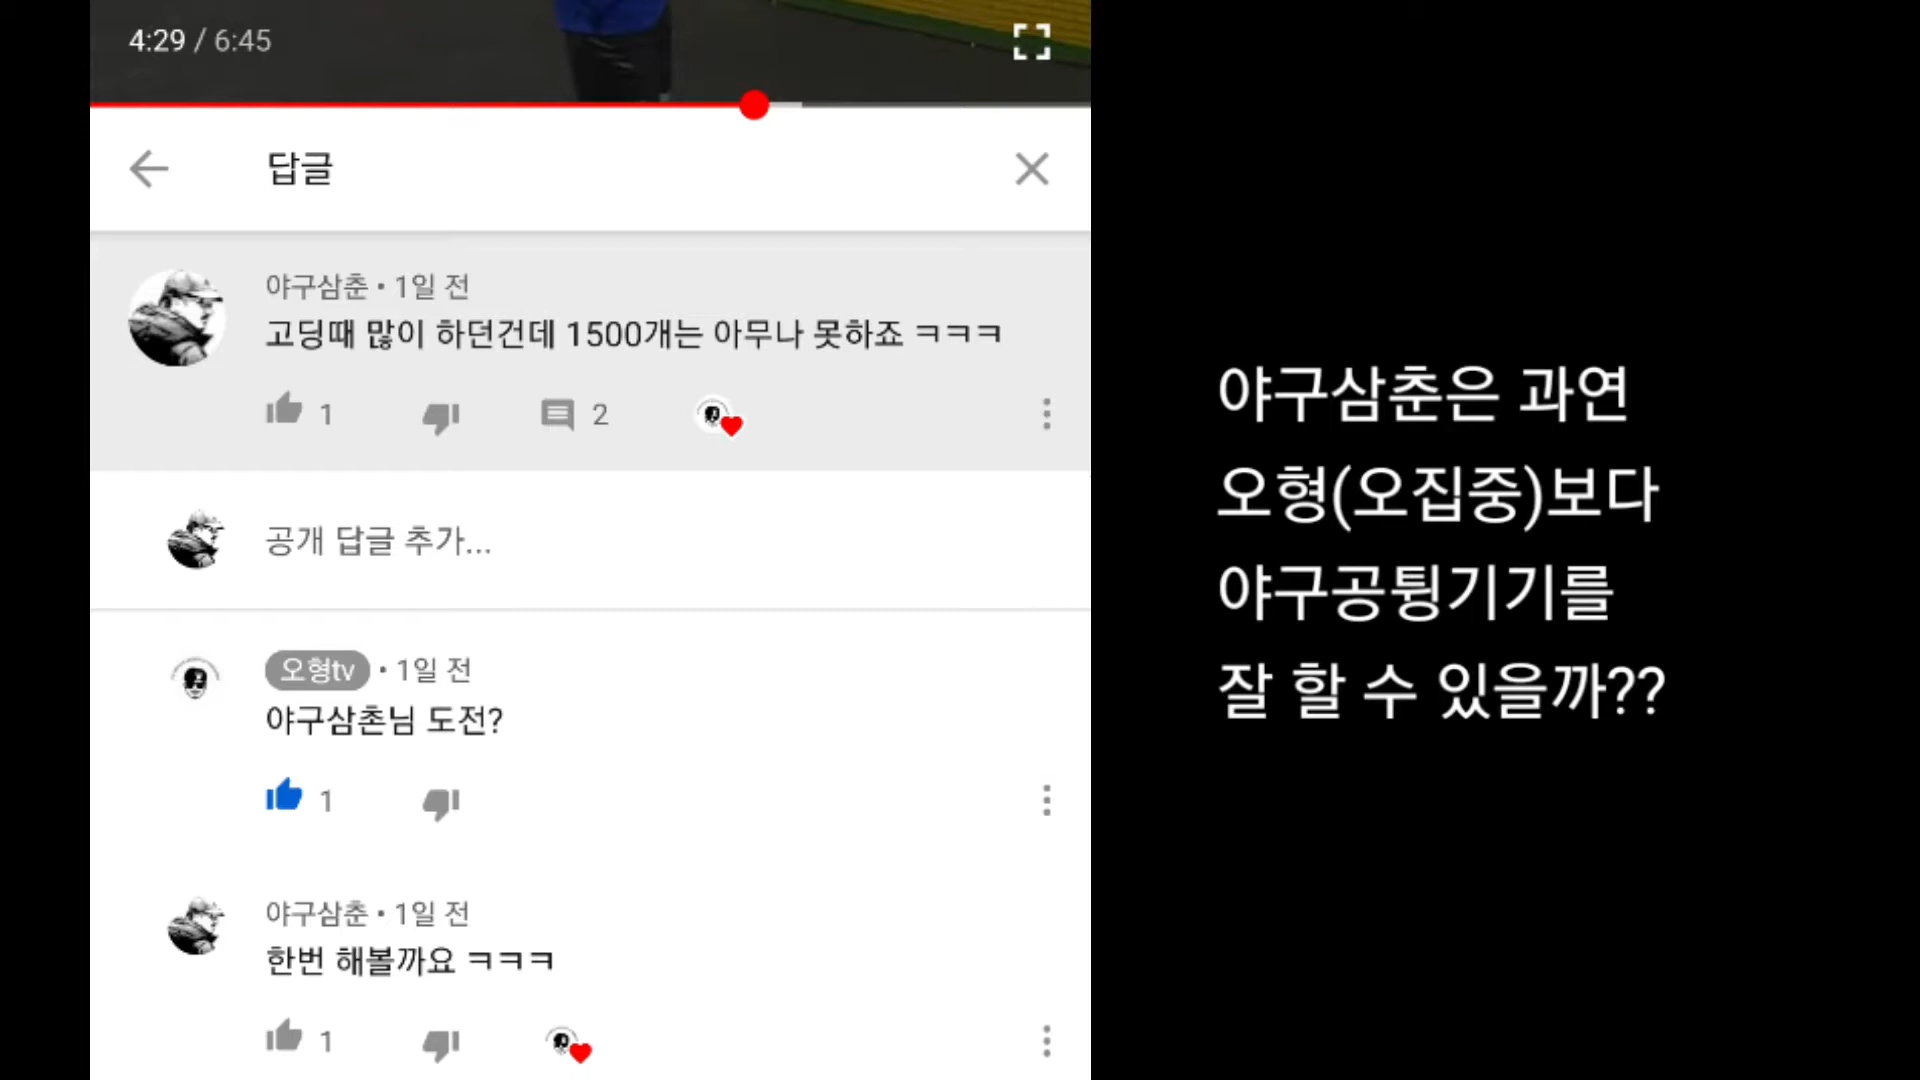 4:29 / 6:45
답글
야구삼춘 • 1일 전
고딩때 많이 하던건데 1500개는 아무나 못하죠 ㅋㅋㅋ
1
2
공개 답글 추가...
오형tv • 1일 전
야구삼촌님 도전?
1
야구삼춘 • 1일 전
한번 해볼까요 ㅋㅋㅋ
1
야구삼춘은 과연
오형(오집중)보다
야구공튕기기를
잘 할 수 있을까??